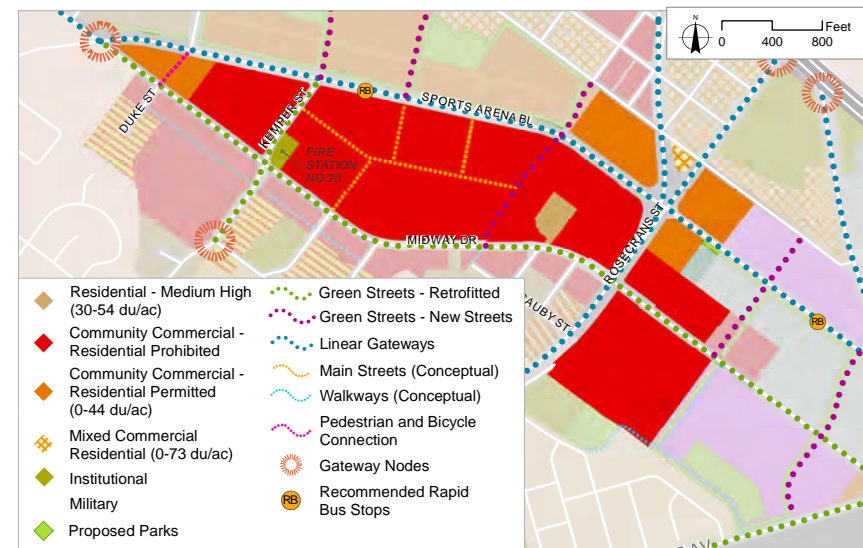 N
Feet
0 400 800
RB
SPORTS ARENA BL
DUKE ST
KEMPER ST
FIRE
STATION
NO.20
MIDWAY DR
ROSECRANS ST
RB
Residential - Medium High
(30-54 du/ac)
Community Commercial -
Residential Prohibited
Community Commercial -
Residential Permitted
(0-44 du/ac)
Mixed Commercial
Residential (0-73 du/ac)
Institutional
Military
Proposed Parks
Green Streets - Retrofitted
Green Streets - New Streets
Linear Gateways
Main Streets (Conceptual)
Walkways (Conceptual)
Pedestrian and Bicycle
Connection
Gateway Nodes
RB
Recommended Rapid
Bus Stops
AUBY ST
AV